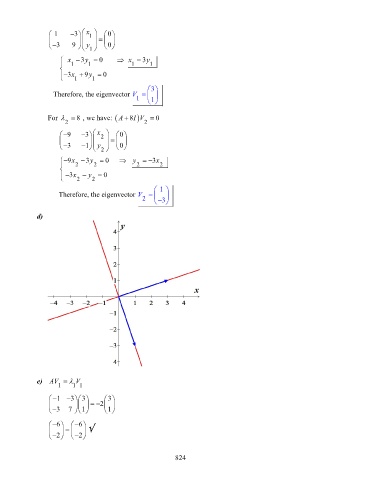 ( 1 −3 ; −3 9 ) ( x₁ ; y₁ ) = ( 0 ; 0 )
{ x₁ − 3y₁ = 0 ⇒ x₁ = 3y₁
−3x₁ + 9y₁ = 0
Therefore, the eigenvector V₁ = ( 3 ; 1 )
For λ₂ = 8 , we have: (A + 8I)V₂ = 0
( −9 −3 ; −3 −1 ) ( x₂ ; y₂ ) = ( 0 ; 0 )
{ −9x₂ − 3y₂ = 0 ⇒ y₂ = −3x₂
−3x₂ − y₂ = 0
Therefore, the eigenvector V₂ = ( 1 ; −3 )
d)
y
4
3
2
1
x
−4 −3 −2 −1 1 2 3 4
−1
−2
−3
4
e) AV₁ = λ₁V₁
( −1 −3 ; −3 7 ) ( 3 ; 1 ) = −2 ( 3 ; 1 )
( −6 ; −2 ) = ( −6 ; −2 ) √
824